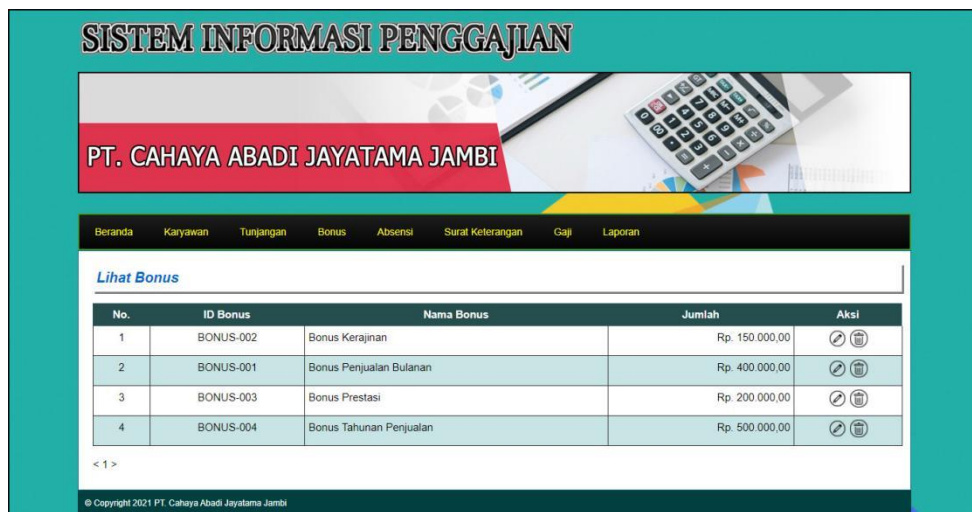 SISTEM INFORMASI PENGGAJIAN
PT. CAHAYA ABADI JAYATAMA JAMBI
Beranda Karyawan Tunjangan Bonus Absensi Surat Keterangan Gaji Laporan
Lihat Bonus
No. ID Bonus Nama Bonus Jumlah Aksi
1 BONUS-002 Bonus Kerajinan Rp. 150.000,00
2 BONUS-001 Bonus Penjualan Bulanan Rp. 400.000,00
3 BONUS-003 Bonus Prestasi Rp. 200.000,00
4 BONUS-004 Bonus Tahunan Penjualan Rp. 500.000,00
< 1 >
© Copyright 2021 PT. Cahaya Abadi Jayatama Jambi